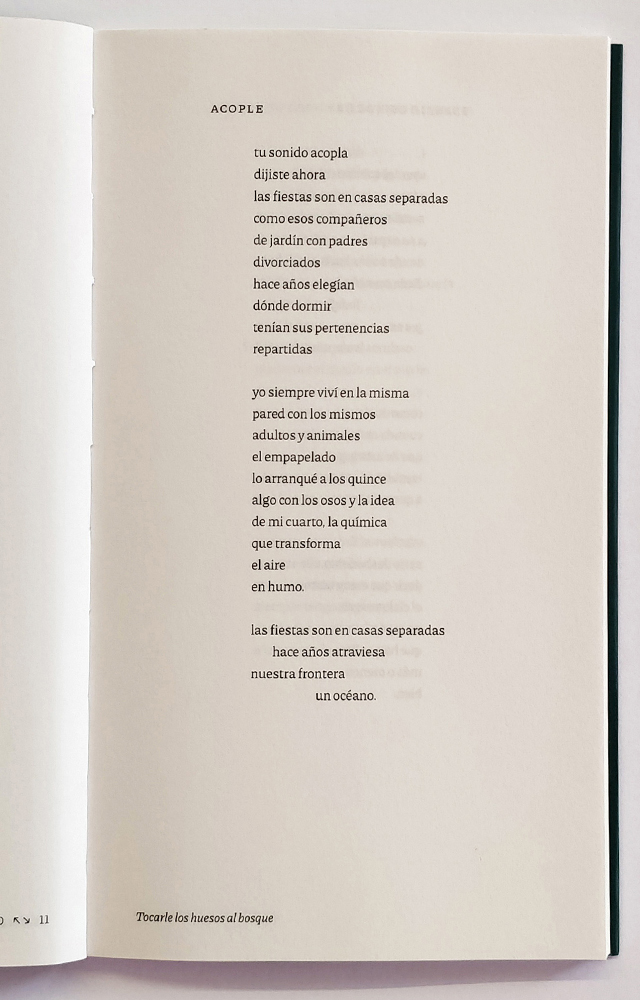 ACOPLE
tu sonido acopla
dijiste ahora
las fiestas son en casas separadas
como esos compañeros
de jardín con padres
divorciados
hace años elegían
dónde dormir
tenían sus pertenencias
repartidas
yo siempre viví en la misma
pared con los mismos
adultos y animales
el empapelado
lo arranqué a los quince
algo con los osos y la idea
de mi cuarto, la química
que transforma
el aire
en humo.
las fiestas son en casas separadas
hace años atraviesa
nuestra frontera
un océano.
11
Tocarle los huesos al bosque